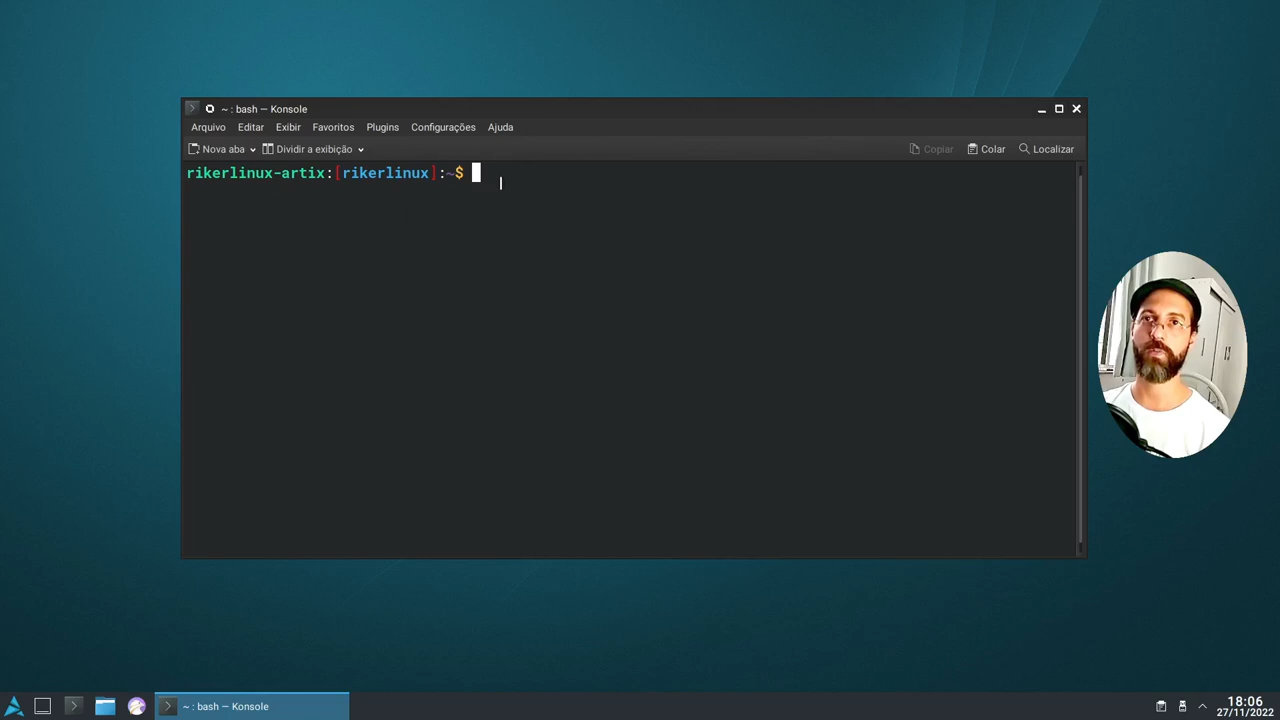 ~ : bash — Konsole
Arquivo Editar Exibir Favoritos Plugins Configurações Ajuda
Nova aba Dividir a exibição Copiar Colar Localizar
rikerlinux-artix:[rikerlinux]:~$
~ : bash — Konsole
18:06
27/11/2022